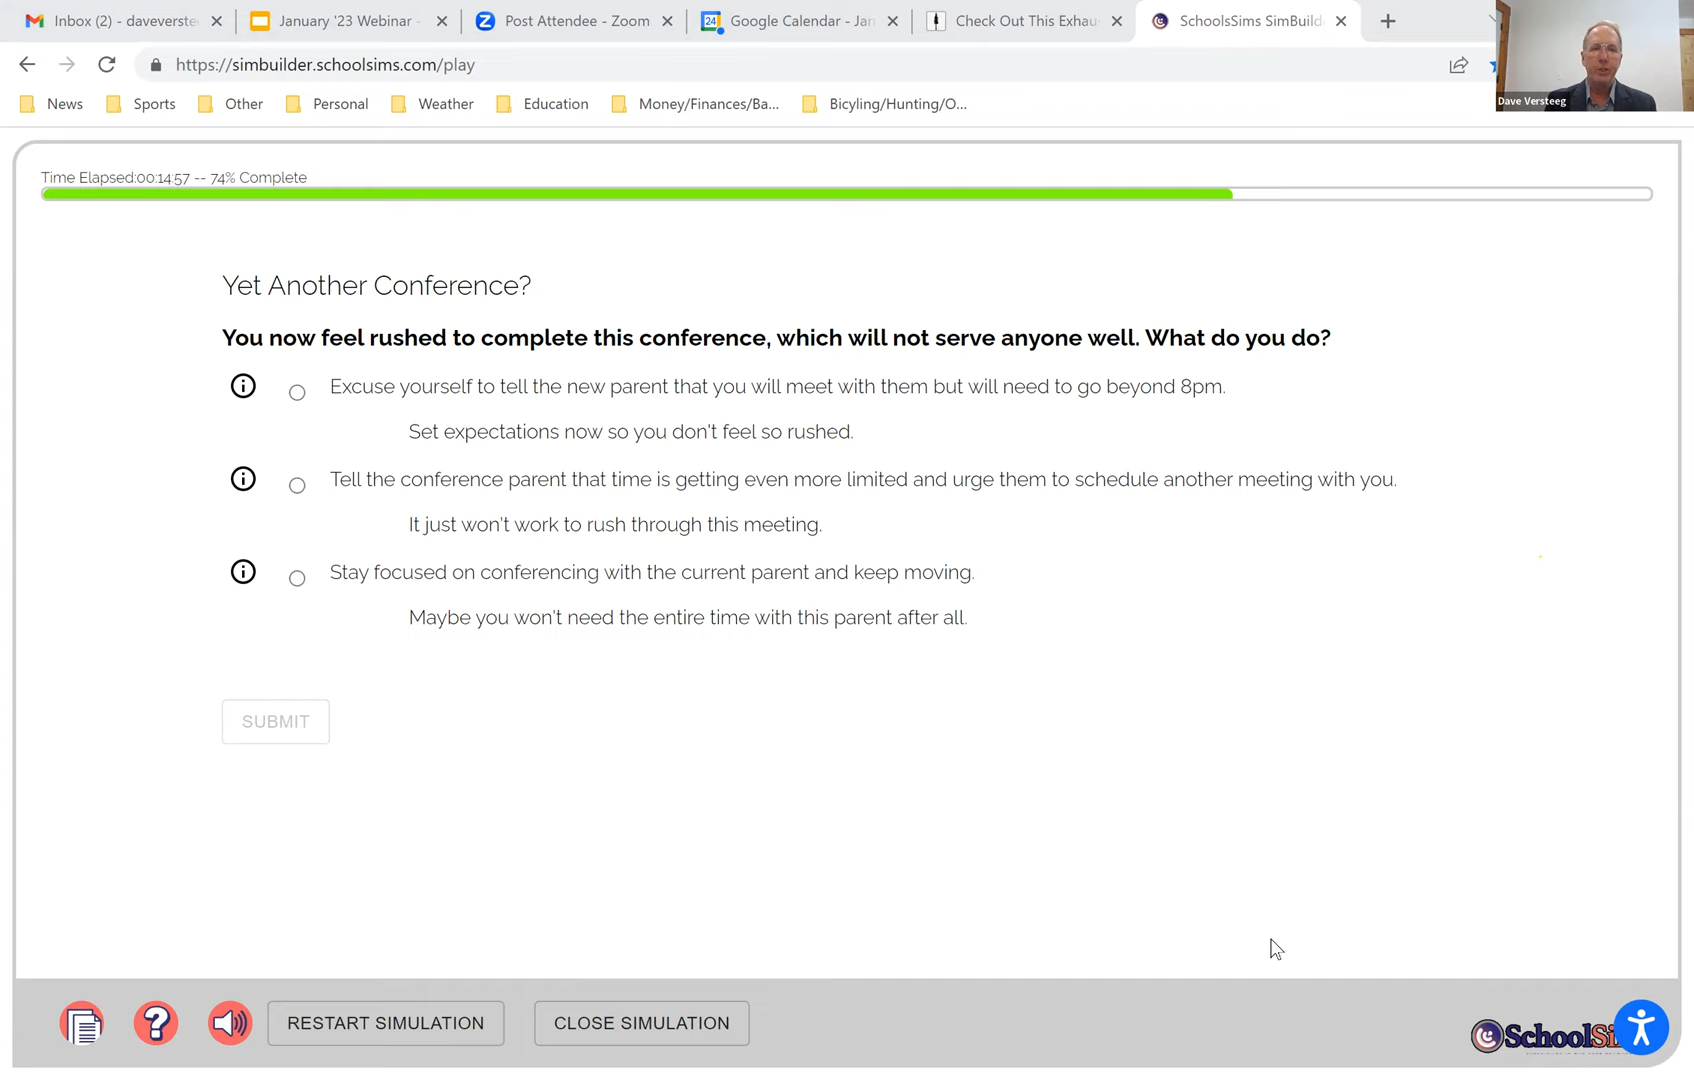 Inbox (2) - daveverste
January '23 Webinar -
Post Attendee - Zoom
24
Google Calendar - Jan
Check Out This Exhau
SchoolsSims SimBuild
https://simbuilder.schoolsims.com/play
Dave Versteeg
News
Sports
Other
Personal
Weather
Education
Money/Finances/Ba...
Bicyling/Hunting/O...
Time Elapsed:00:14:57 -- 74% Complete
Yet Another Conference?
You now feel rushed to complete this conference, which will not serve anyone well. What do you do?
Excuse yourself to tell the new parent that you will meet with them but will need to go beyond 8pm.
Set expectations now so you don't feel so rushed.
Tell the conference parent that time is getting even more limited and urge them to schedule another meeting with you.
It just won't work to rush through this meeting.
Stay focused on conferencing with the current parent and keep moving.
Maybe you won't need the entire time with this parent after all.
SUBMIT
RESTART SIMULATION
CLOSE SIMULATION
SchoolSi